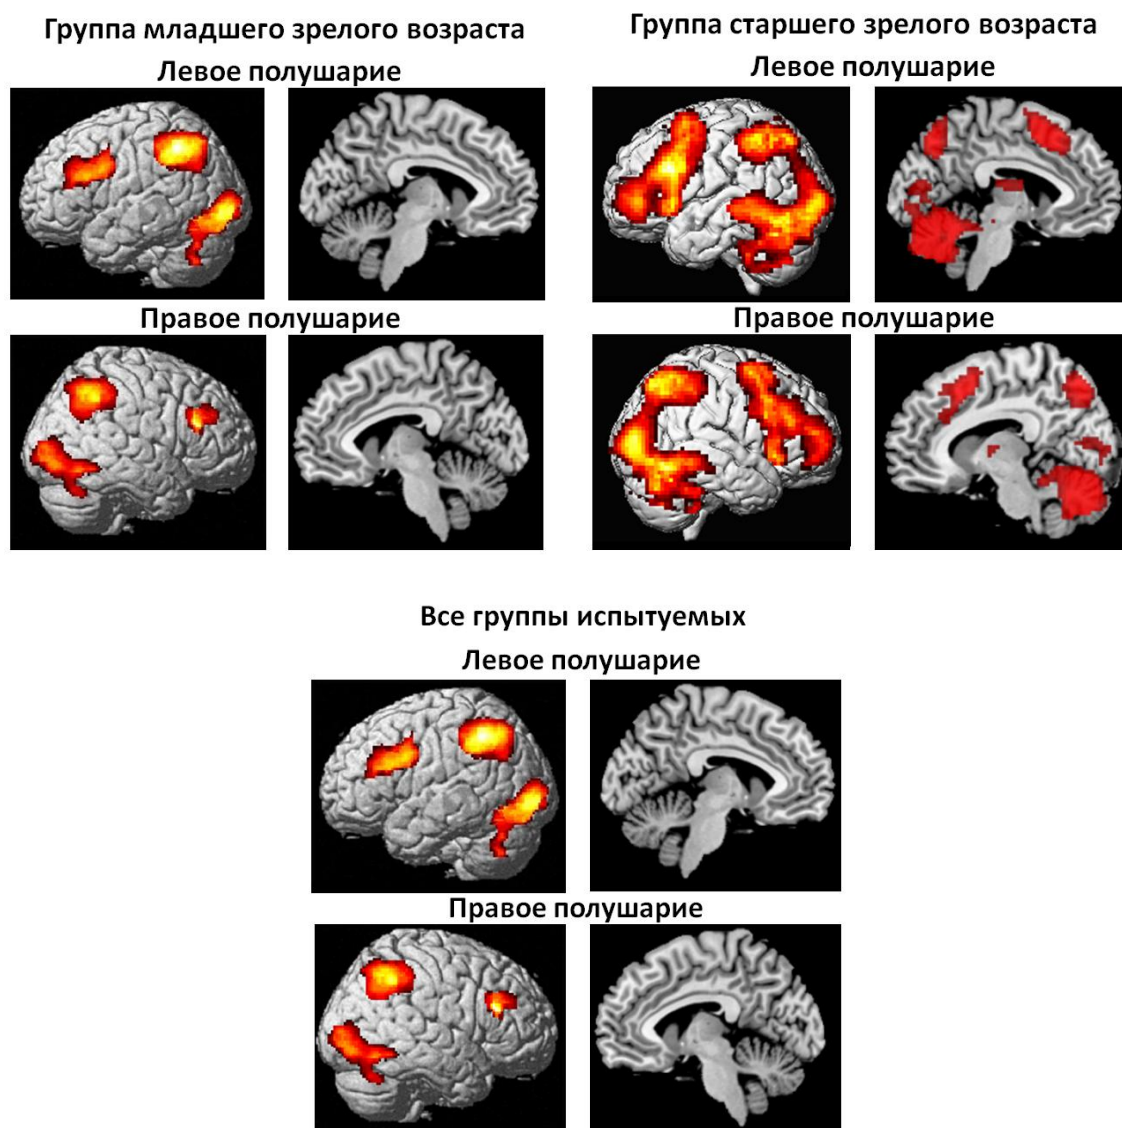 Группа младшего зрелого возраста
Левое полушарие
Правое полушарие
Группа старшего зрелого возраста
Левое полушарие
Правое полушарие
Все группы испытуемых
Левое полушарие
Правое полушарие